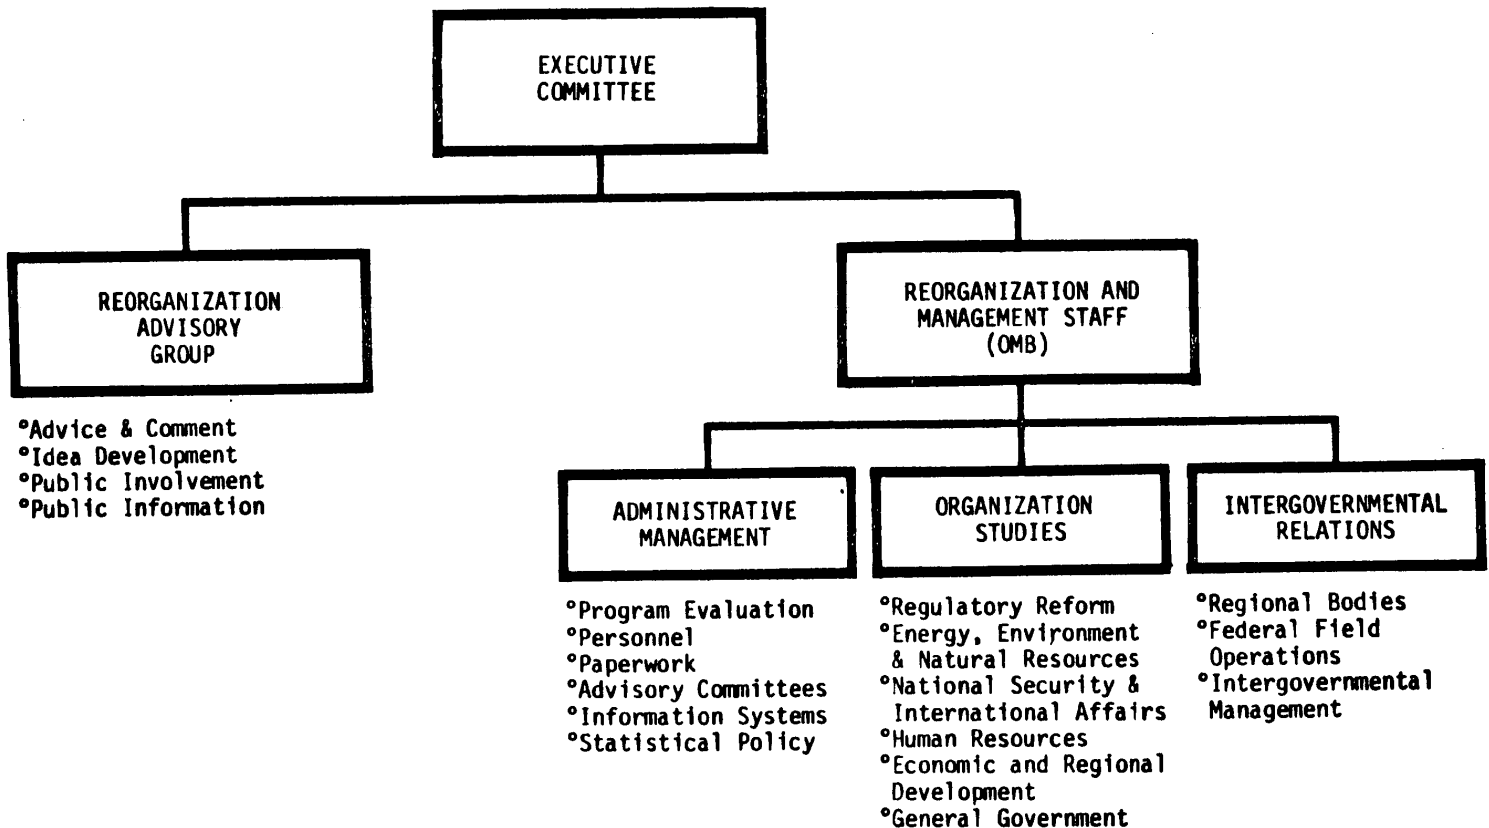 EXECUTIVE
COMMITTEE
REORGANIZATION
ADVISORY
GROUP
°Advice & Comment
°Idea Development
°Public Involvement
°Public Information
REORGANIZATION AND
MANAGEMENT STAFF
(OMB)
ADMINISTRATIVE
MANAGEMENT
°Program Evaluation
°Personnel
°Paperwork
°Advisory Committees
°Information Systems
°Statistical Policy
ORGANIZATION
STUDIES
°Regulatory Reform
°Energy, Environment
& Natural Resources
°National Security &
International Affairs
°Human Resources
°Economic and Regional
Development
°General Government
INTERGOVERNMENTAL
RELATIONS
°Regional Bodies
°Federal Field
Operations
°Intergovernmental
Management